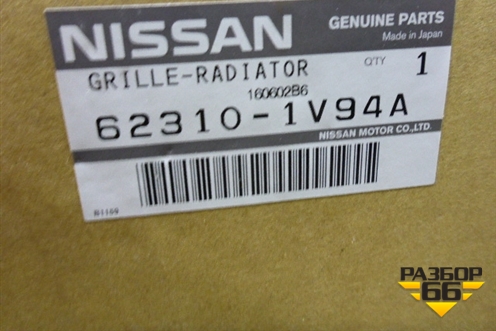 NISSAN
GENUINE PARTS
Made in Japan
GRILLE-RADIATOR
Q'TY 1
160602B6
62310-1V94A
NISSAN MOTOR CO.,LTD.
РАЗБОР
66